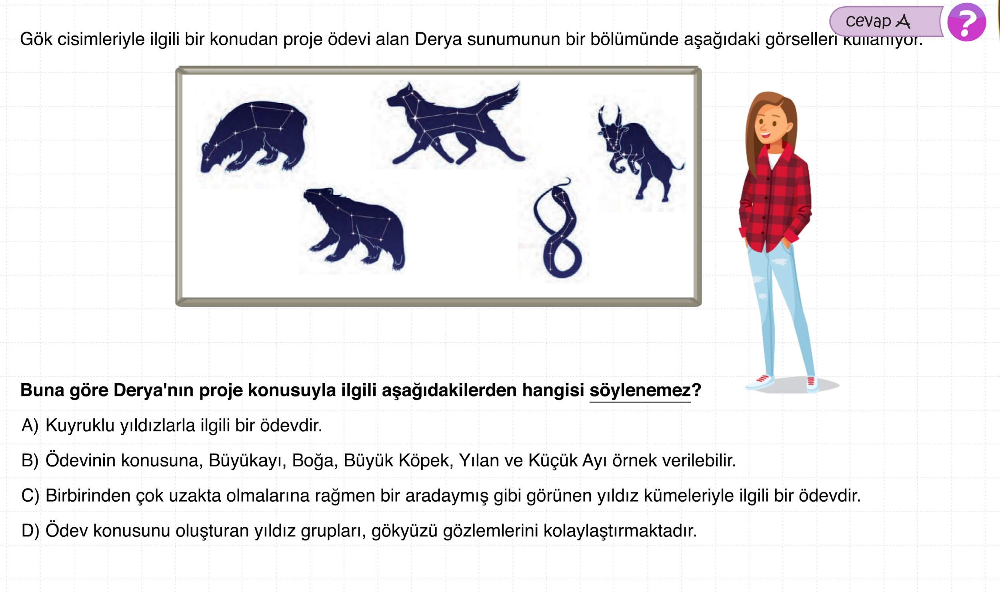 cevap A
?
Gök cisimleriyle ilgili bir konudan proje ödevi alan Derya sunumunun bir bölümünde aşağıdaki görselleri kullanıyor.
Buna göre Derya'nın proje konusuyla ilgili aşağıdakilerden hangisi söylenemez?
A) Kuyruklu yıldızlarla ilgili bir ödevdir.
B) Ödevinin konusuna, Büyükayı, Boğa, Büyük Köpek, Yılan ve Küçük Ayı örnek verilebilir.
C) Birbirinden çok uzakta olmalarına rağmen bir aradaymış gibi görünen yıldız kümeleriyle ilgili bir ödevdir.
D) Ödev konusunu oluşturan yıldız grupları, gökyüzü gözlemlerini kolaylaştırmaktadır.